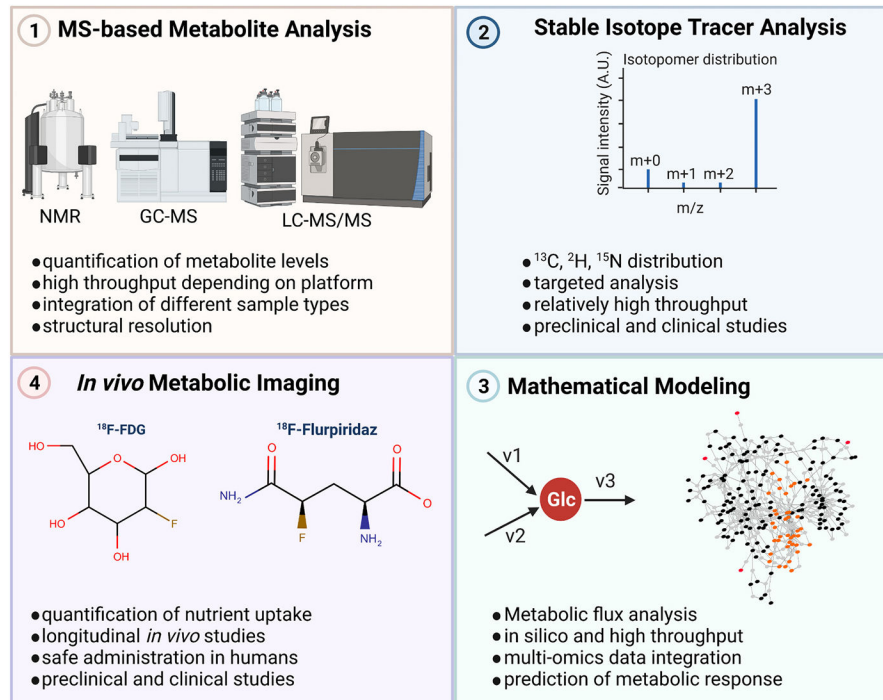 1 MS-based Metabolite Analysis
NMR
GC-MS
LC-MS/MS
●quantification of metabolite levels
●high throughput depending on platform
●integration of different sample types
●structural resolution
2 Stable Isotope Tracer Analysis
Isotopomer distribution
Signal intensity (A.U.)
m+0
m+1
m+2
m+3
m/z
●¹³C, ²H, ¹⁵N distribution
●targeted analysis
●relatively high throughput
●preclinical and clinical studies
4 In vivo Metabolic Imaging
¹⁸F-FDG
HO
O
OH
HO
F
OH
¹⁸F-Flurpiridaz
O
O
NH₂
O
F
NH₂
●quantification of nutrient uptake
●longitudinal in vivo studies
●safe administration in humans
●preclinical and clinical studies
3 Mathematical Modeling
v1
Glc
v3
v2
●Metabolic flux analysis
●in silico and high throughput
●multi-omics data integration
●prediction of metabolic response